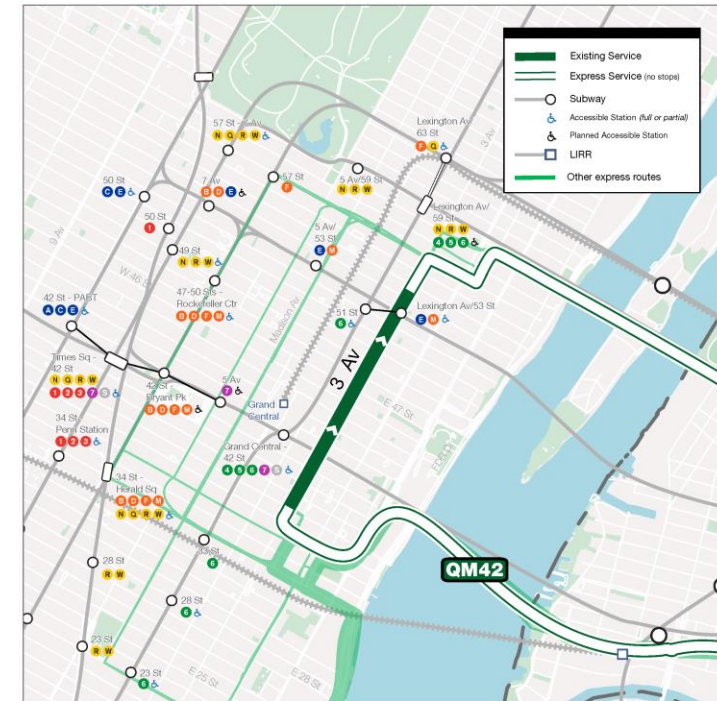 Existing Service
Express Service (no stops)
Subway
Accessible Station (full or partial)
Planned Accessible Station
LIRR
Other express routes
57 St - 7 Av
N Q R W
Lexington Av/
63 St
F Q
3 Av
50 St
C E
7 Av
B D E
57 St
F
5 Av/59 St
N R W
Lexington Av/
59 St
N R W
4 5 6
50 St
1
9 Av
W 46 St
49 St
N R W
5 Av/
53 St
E M
Madison Av
42 St - PABT
A C E
47-50 Sts -
Rockefeller Ctr
B D F M
51 St
6
Lexington Av/53 St
E M
3 Av
Times Sq -
42 St
N Q R W
1 2 3 7 S
42 St
Bryant Pk
B D F M
5 Av
7
Grand
Central
E 47 St
FDR Dr
34 St -
Penn Station
1 2 3
Grand Central -
42 St
4 5 6 7 S
34 St -
Herald Sq
B D F M
N Q R W
33 St
6
QM42
28 St
R W
28 St
6
23 St
R W
23 St
6
E 25 St
E 28 St